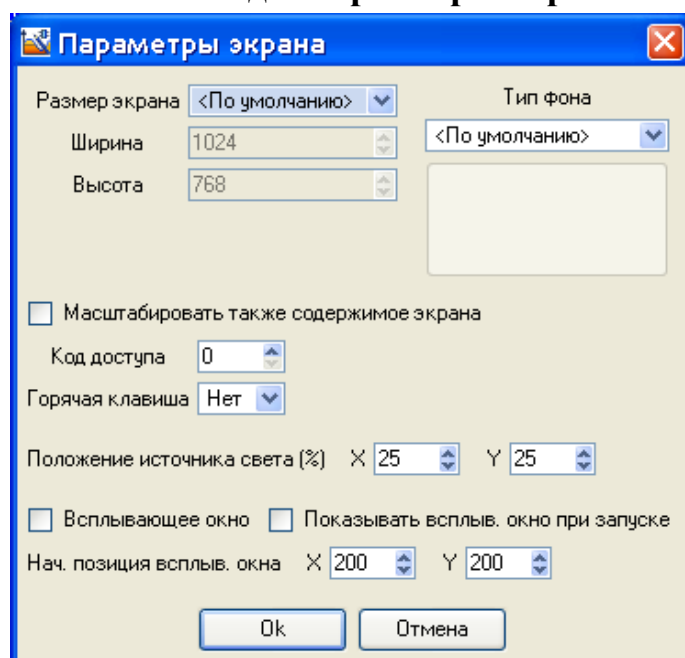 Параметры экрана
Размер экрана <По умолчанию> Тип фона
Ширина 1024 <По умолчанию>
Высота 768
Масштабировать также содержимое экрана
Код доступа 0
Горячая клавиша Нет
Положение источника света (%) X 25 Y 25
Всплывающее окно Показывать всплыв. окно при запуске
Нач. позиция всплыв. окна X 200 Y 200
Ok Отмена